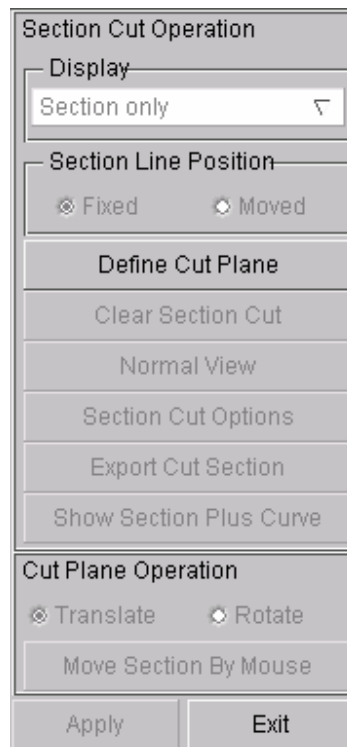 Section Cut Operation
Display
Section only
Section Line Position
Fixed Moved
Define Cut Plane
Clear Section Cut
Normal View
Section Cut Options
Export Cut Section
Show Section Plus Curve
Cut Plane Operation
Translate Rotate
Move Section By Mouse
Apply Exit